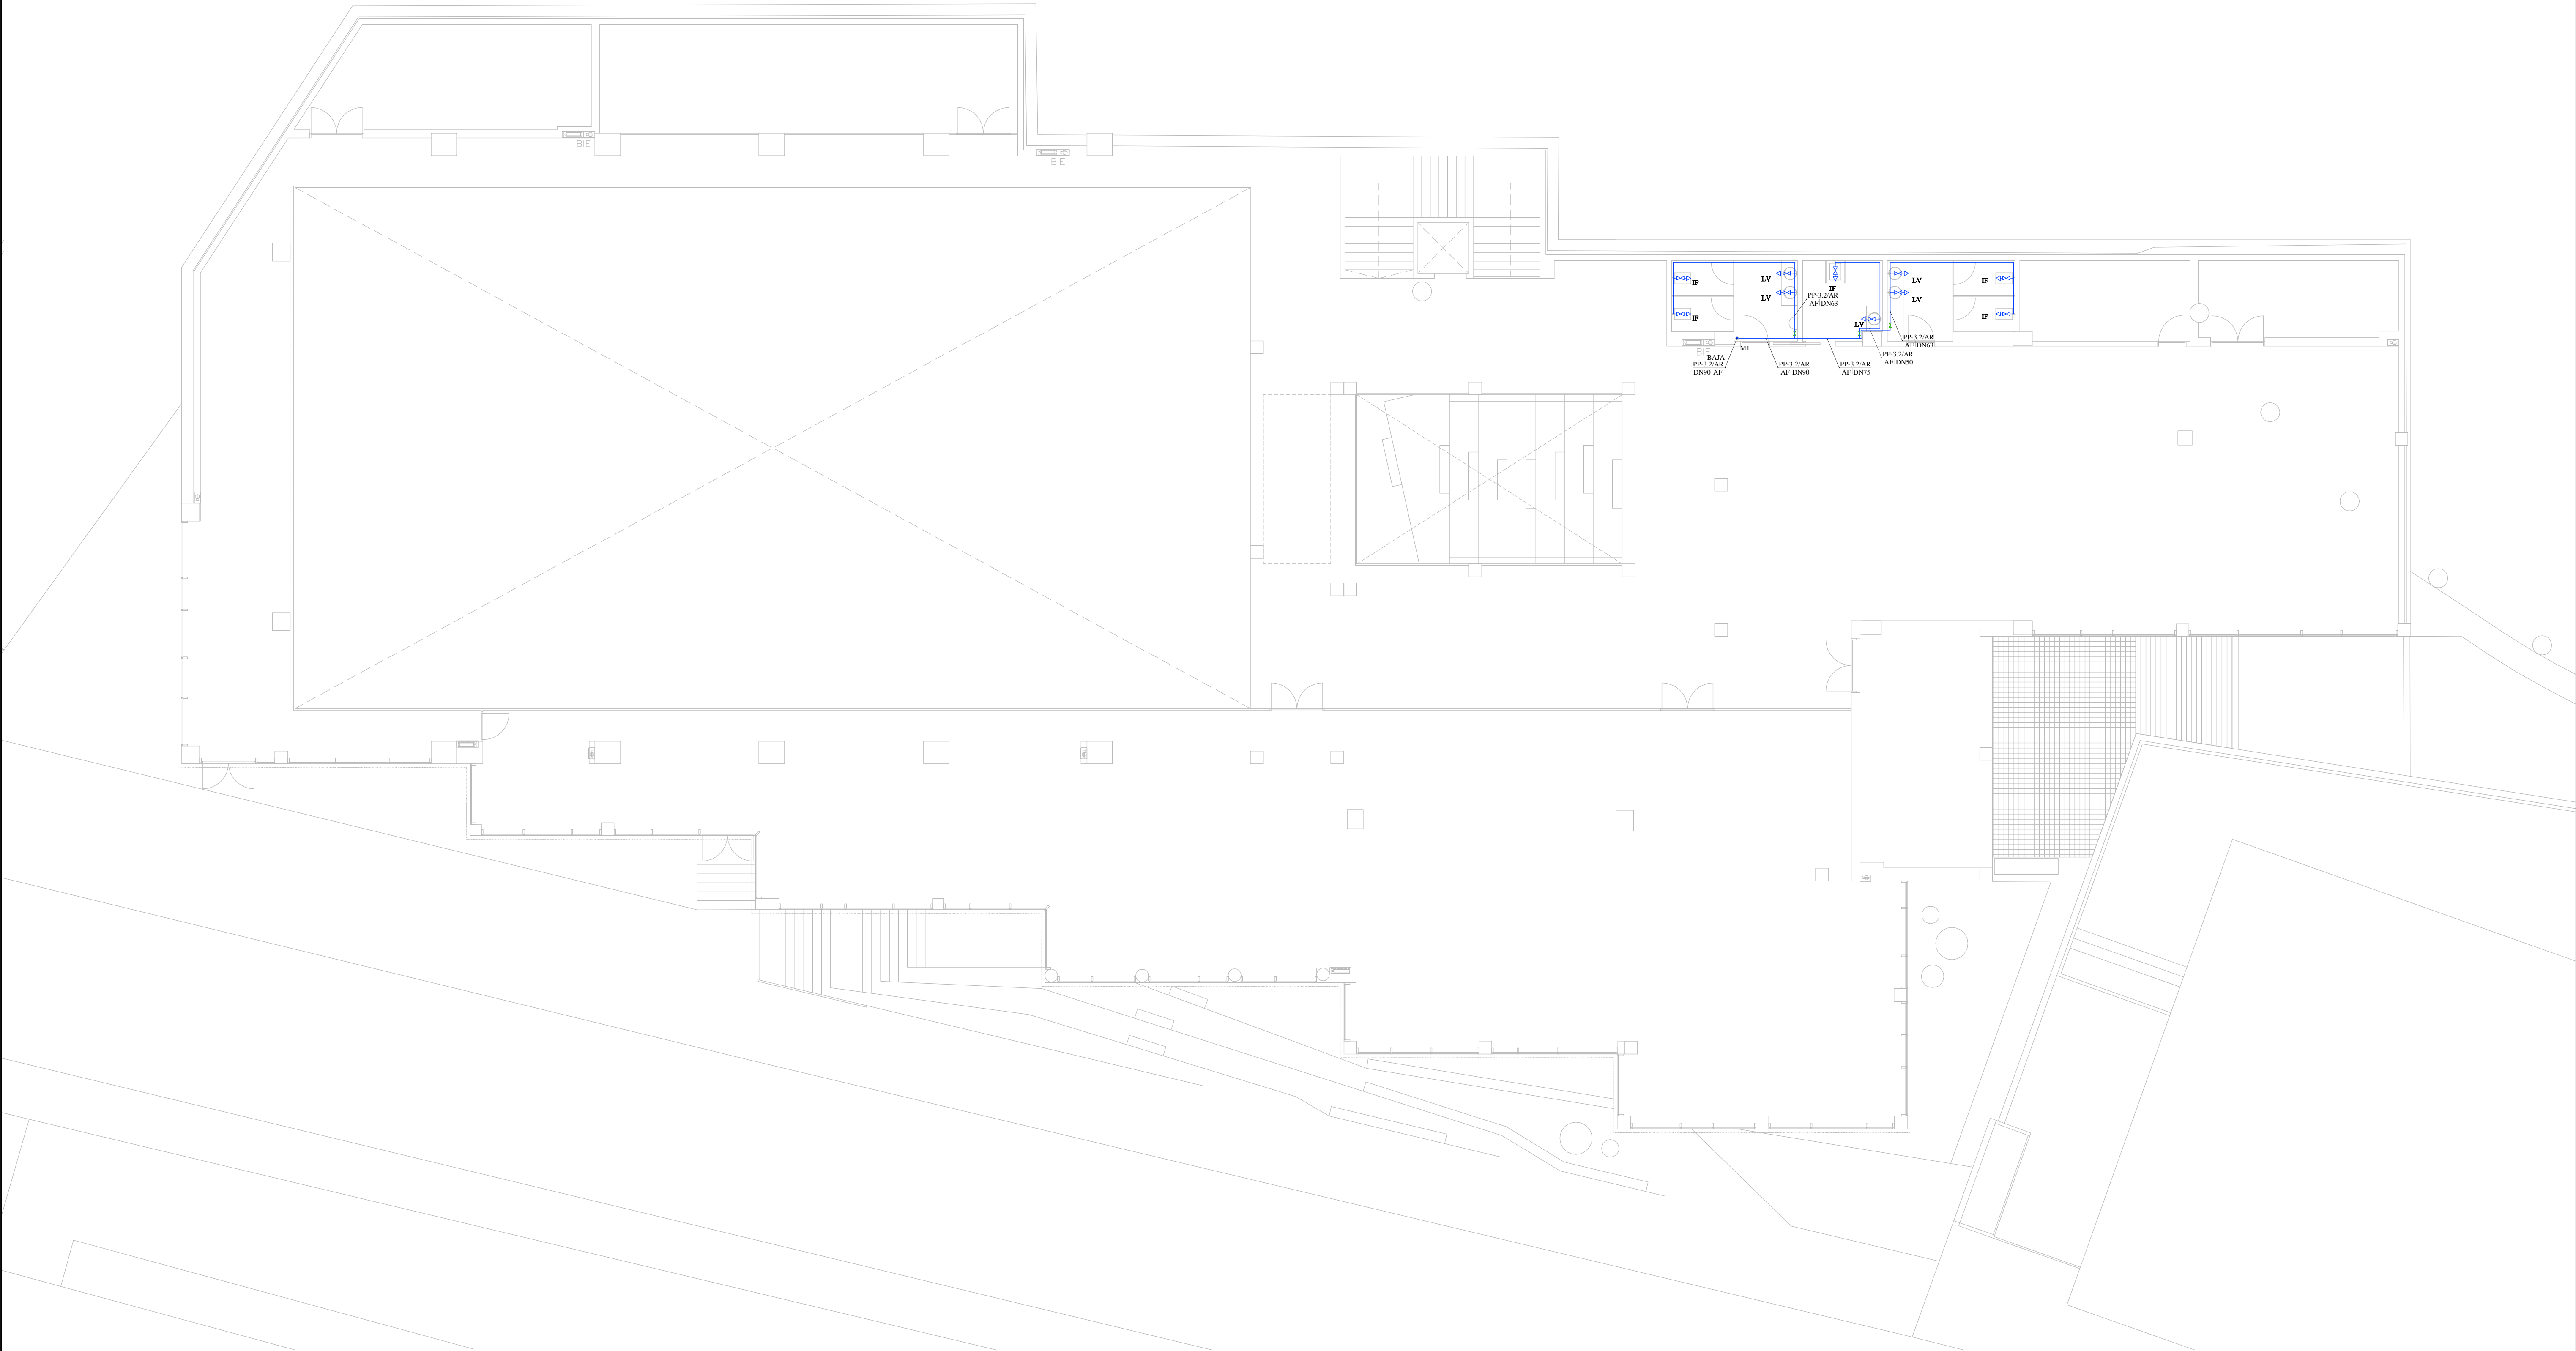 BIE
BIE
IF
LV
LV
IF
LV
LV
IF
IF
LV
IF
PP-3.2/AR
AF DN63
BIE
M1
BAJA
PP-3.2/AR
DN90 AF
PP-3.2/AR
AF DN90
PP-3.2/AR
AF DN75
PP-3.2/AR
AF DN50
PP-3.2/AR
AF DN63